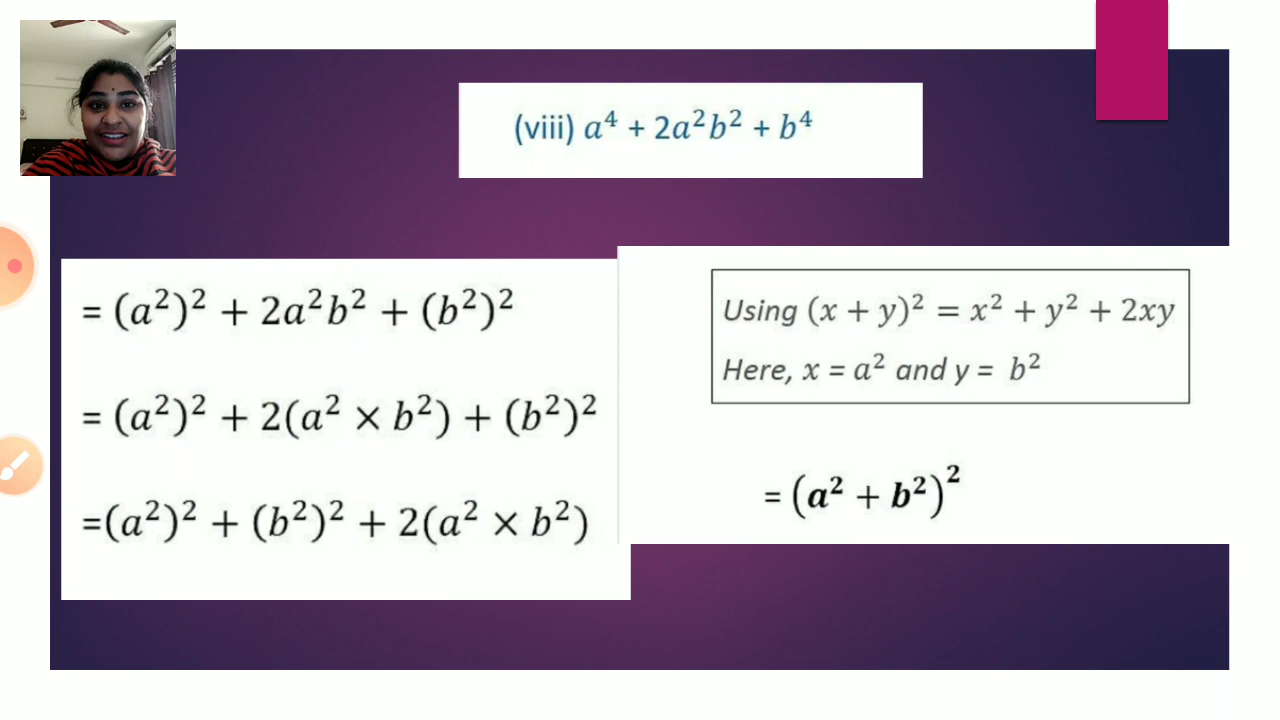 (viii) a⁴ + 2a²b² + b⁴
= (a²)² + 2a²b² + (b²)²
= (a²)² + 2(a² × b²) + (b²)²
=(a²)² + (b²)² + 2(a² × b²)
Using (x + y)² = x² + y² + 2xy
Here, x = a² and y = b²
= (a² + b²)²